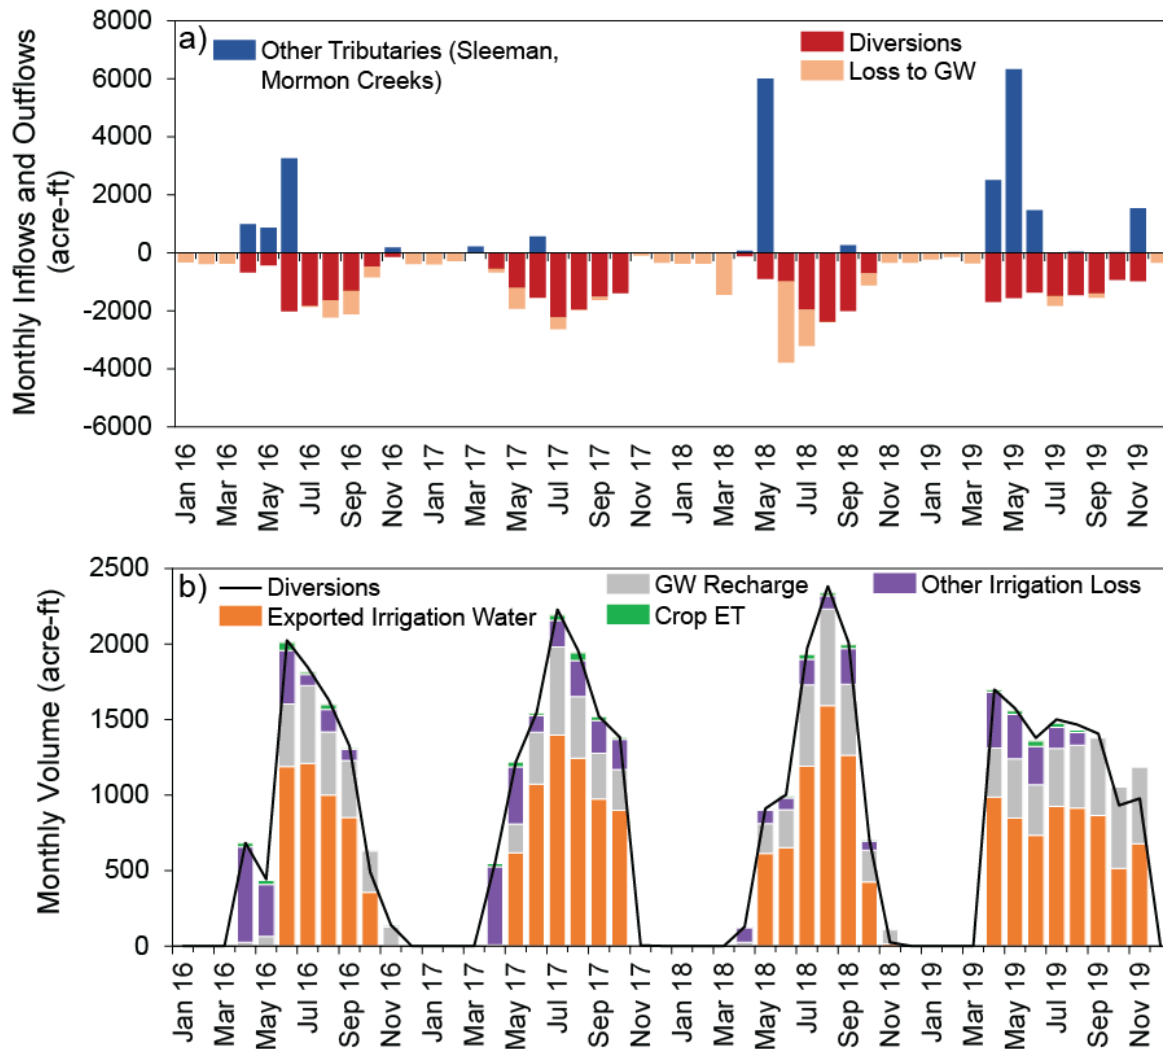 a)
Other Tributaries (Sleeman,
Mormon Creeks)
Diversions
Loss to GW
Monthly Inflows and Outflows
(acre-ft)
8000
6000
4000
2000
0
-2000
-4000
-6000
Jan 16
Mar 16
May 16
Jul 16
Sep 16
Nov 16
Jan 17
Mar 17
May 17
Jul 17
Sep 17
Nov 17
Jan 18
Mar 18
May 18
Jul 18
Sep 18
Nov 18
Jan 19
Mar 19
May 19
Jul 19
Sep 19
Nov 19
b)
Diversions
Exported Irrigation Water
GW Recharge
Crop ET
Other Irrigation Loss
Monthly Volume (acre-ft)
2500
2000
1500
1000
500
0
Jan 16
Mar 16
May 16
Jul 16
Sep 16
Nov 16
Jan 17
Mar 17
May 17
Jul 17
Sep 17
Nov 17
Jan 18
Mar 18
May 18
Jul 18
Sep 18
Nov 18
Jan 19
Mar 19
May 19
Jul 19
Sep 19
Nov 19